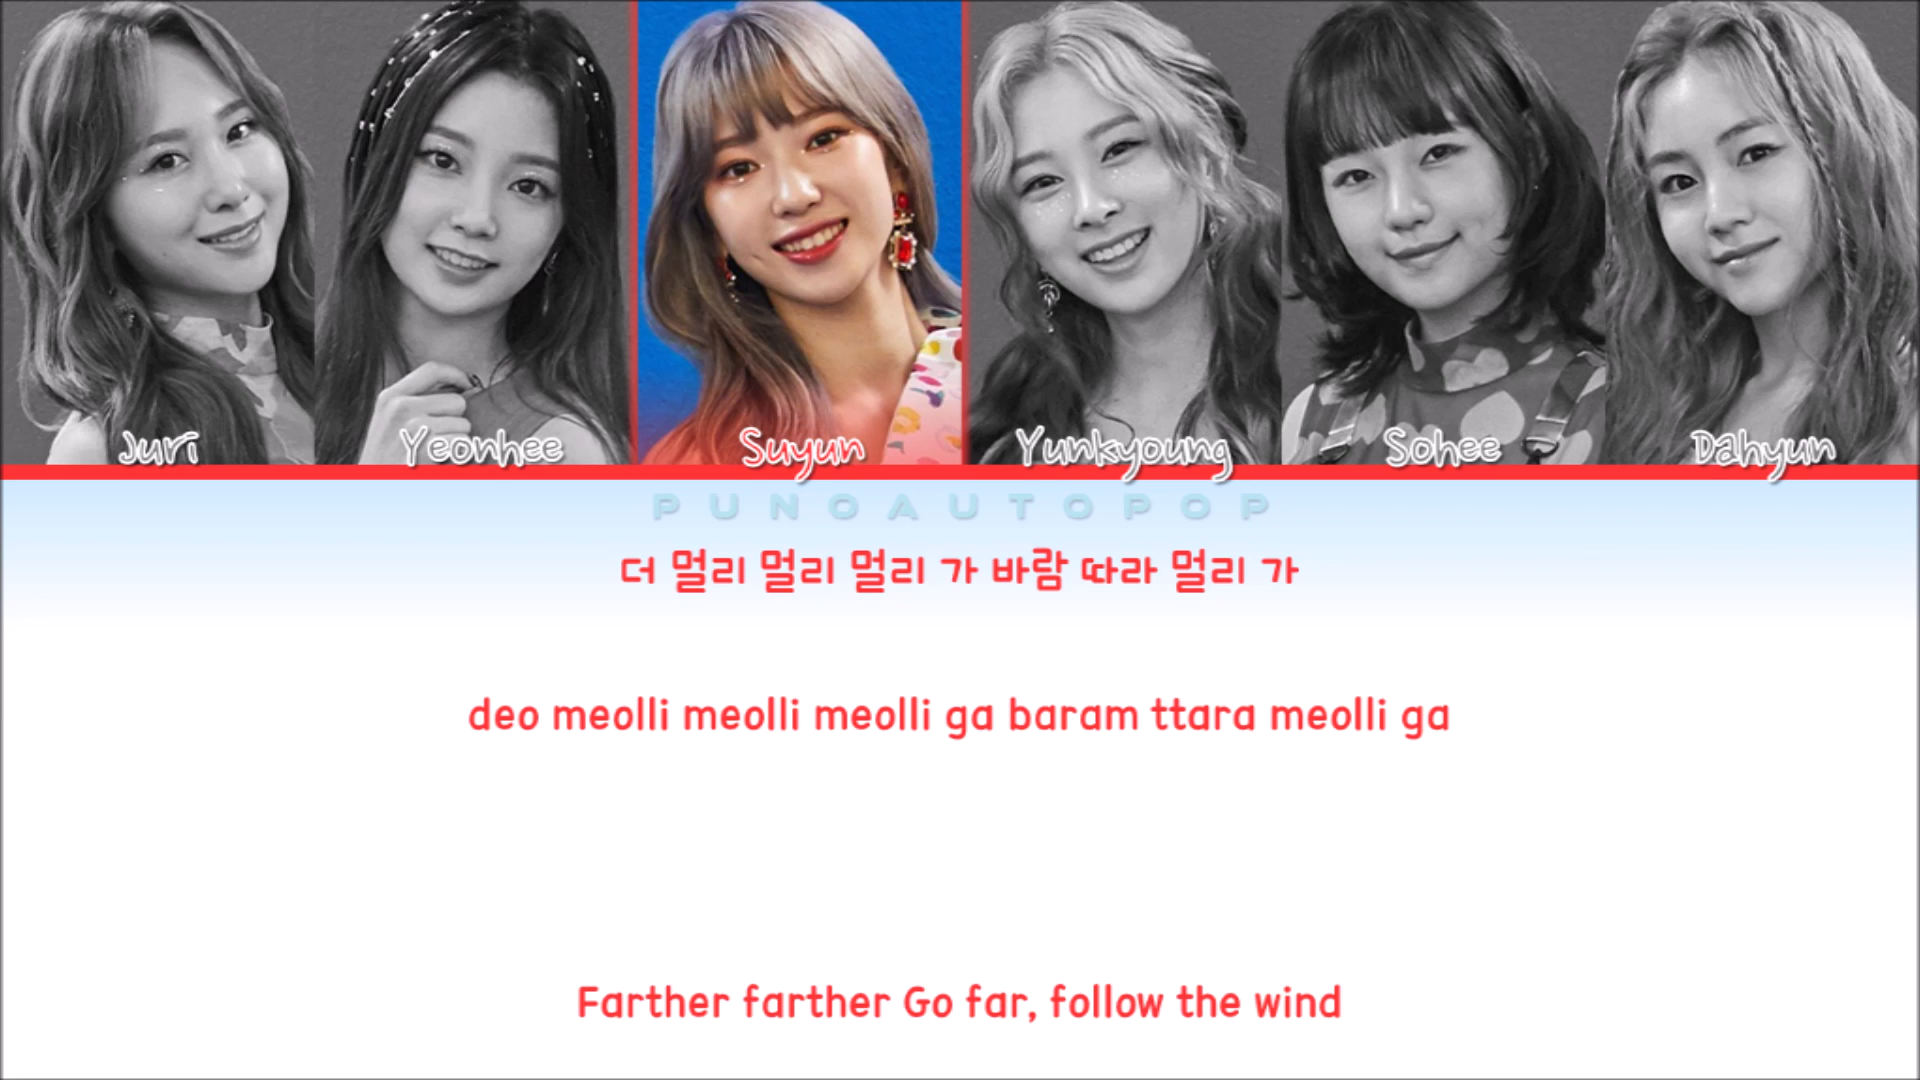 Juri Yeonhee Suyun Yunkyoung Sohee Dahyun
PUNOAUTOPOP
더 멀리 멀리 멀리 가 바람 따라 멀리 가
deo meolli meolli meolli ga baram ttara meolli ga
Farther farther Go far, follow the wind